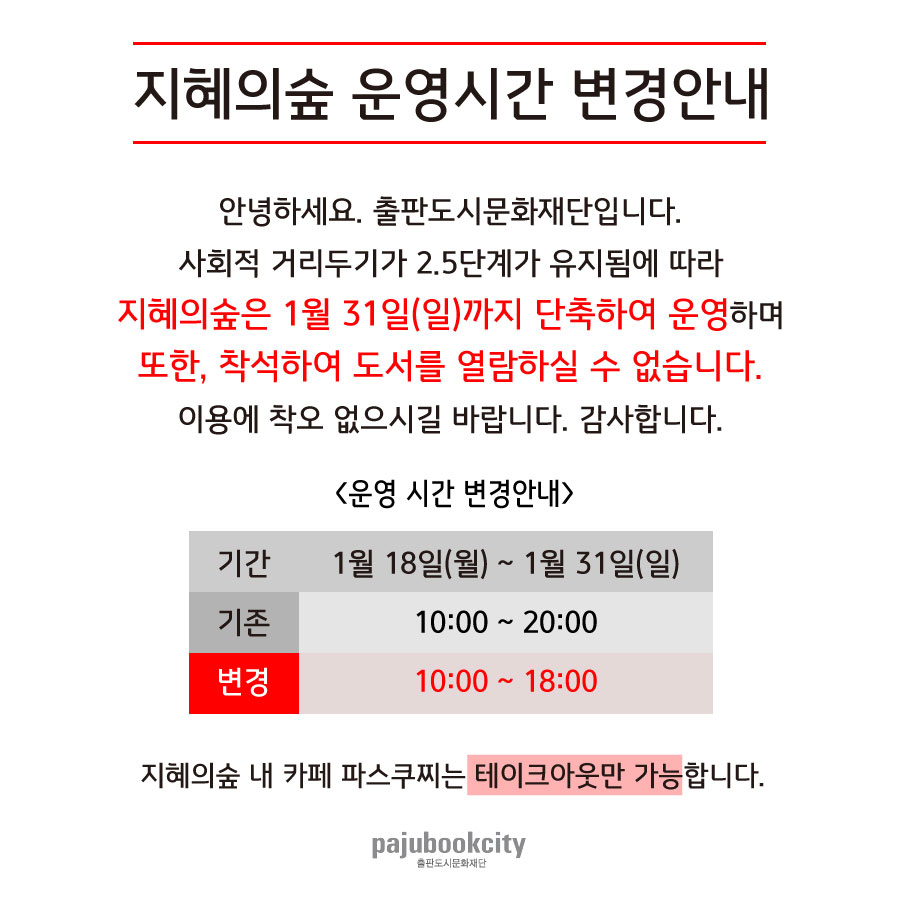 지혜의숲 운영시간 변경안내
안녕하세요. 출판도시문화재단입니다.
사회적 거리두기가 2.5단계가 유지됨에 따라
지혜의숲은 1월 31일(일)까지 단축하여 운영하며
또한, 착석하여 도서를 열람하실 수 없습니다.
이용에 착오 없으시길 바랍니다. 감사합니다.
<운영 시간 변경안내>
기간 1월 18일(월) ~ 1월 31일(일)
기존 10:00 ~ 20:00
변경 10:00 ~ 18:00
지혜의숲 내 카페 파스쿠찌는 테이크아웃만 가능합니다.
pajubookcity
출판도시문화재단